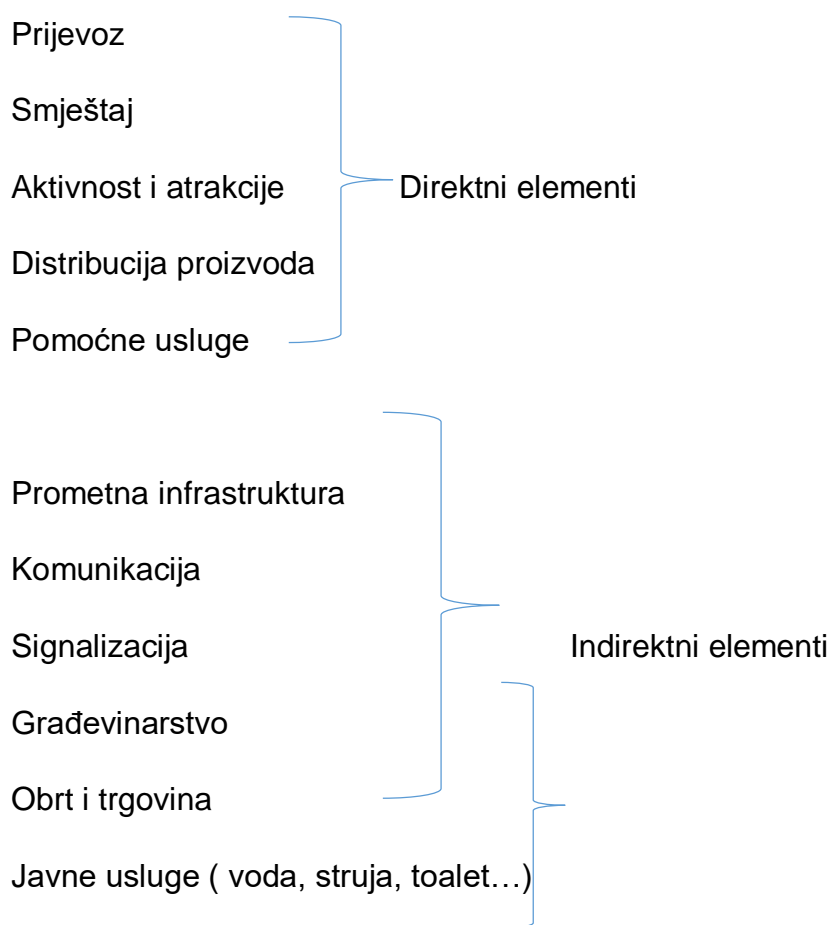 Prijevoz
Smještaj
Aktivnost i atrakcije
Direktni elementi
Distribucija proizvoda
Pomoćne usluge
Prometna infrastruktura
Komunikacija
Signalizacija
Indirektni elementi
Građevinarstvo
Obrt i trgovina
Javne usluge ( voda, struja, toalet…)